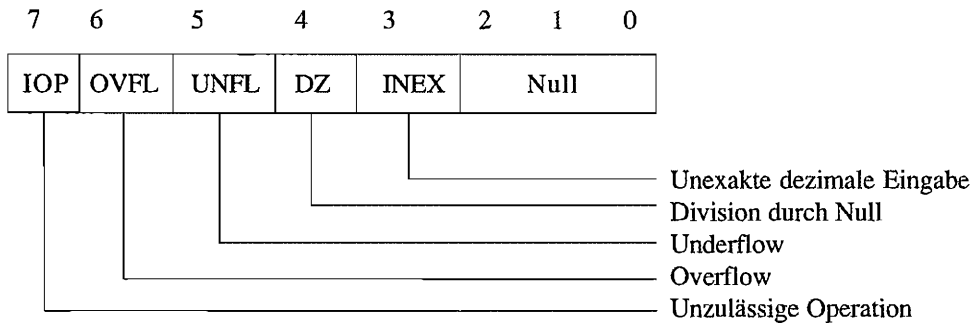 7 6 5 4 3 2 1 0
IOP OVFL UNFL DZ INEX Null
Unexakte dezimale Eingabe
Division durch Null
Underflow
Overflow
Unzulässige Operation